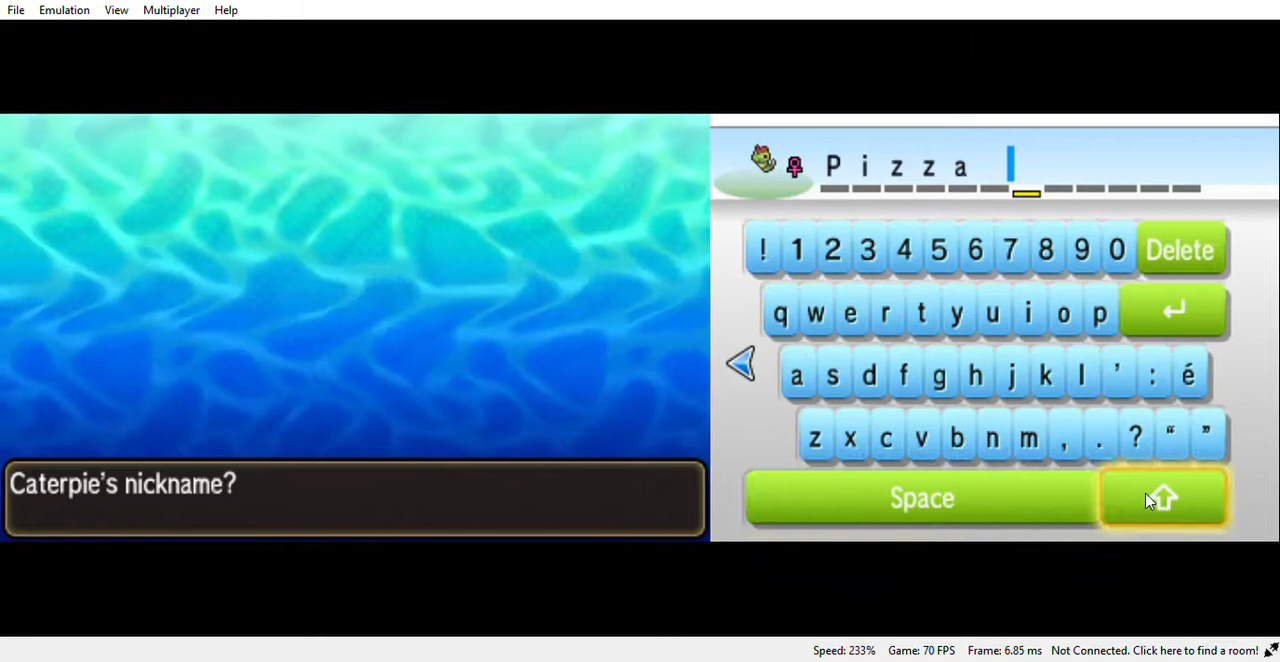 File Emulation View Multiplayer Help
Pizza
! 1 2 3 4 5 6 7 8 9 0 Delete
q w e r t y u i o p
a s d f g h j k l ’ : é
z x c v b n m , . ? “ ”
Space
Caterpie’s nickname?
Speed: 233% Game: 70 FPS Frame: 6.85 ms Not Connected. Click here to find a room!